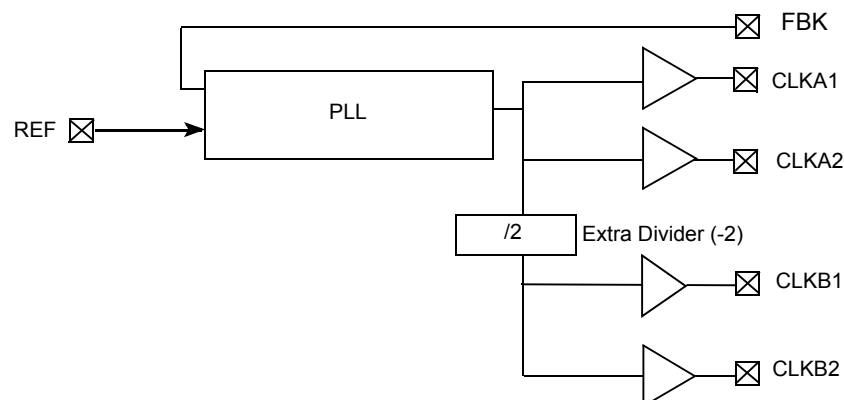 FBK
PLL
CLKA1
REF
CLKA2
/2
Extra Divider (-2)
CLKB1
CLKB2